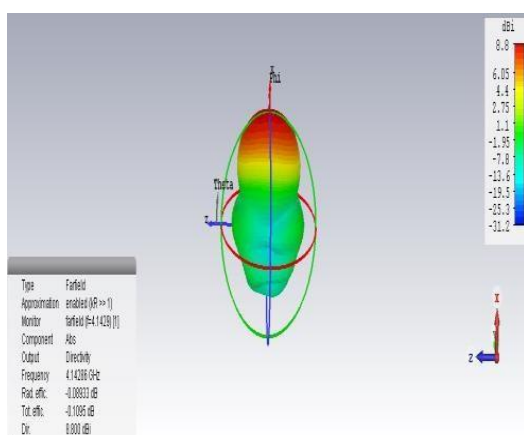 dBi
8.8
6.05
4.4
2.75
1.1
-1.95
-7.8
-13.6
-19.5
-25.3
-31.2
x
Phi
Theta
z
Type Farfield
Approximation enabled (kR >> 1)
Monitor farfield (f=4.1428) [1]
Component Abs
Output Directivity
Frequency 4.14286 GHz
Rad. effic. -0.08933 dB
Tot. effic. -0.1095 dB
Dir. 8.800 dBi
X
Z